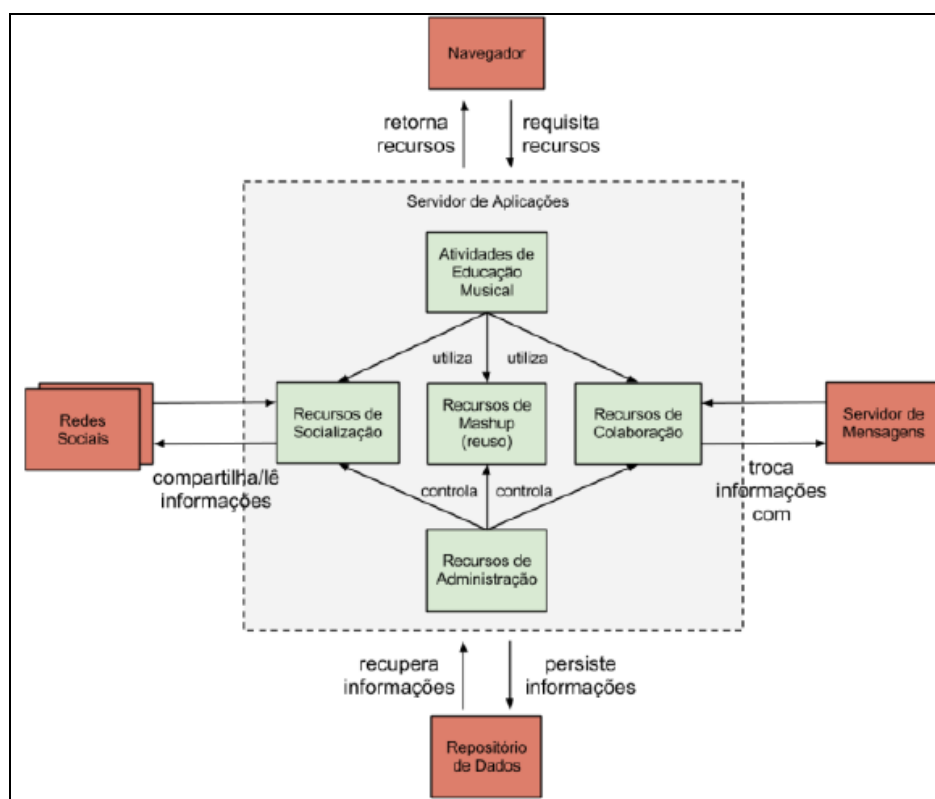 Navegador
retorna
recursos
requisita
recursos
Servidor de Aplicações
Atividades de
Educação
Musical
utiliza
utiliza
Redes
Sociais
Recursos de
Socialização
Recursos de
Mashup
(reuso)
Recursos de
Colaboração
Servidor de
Mensagens
compartilha/lê
informações
controla
controla
troca
informações
com
Recursos de
Administração
recupera
informações
persiste
informações
Repositório
de Dados